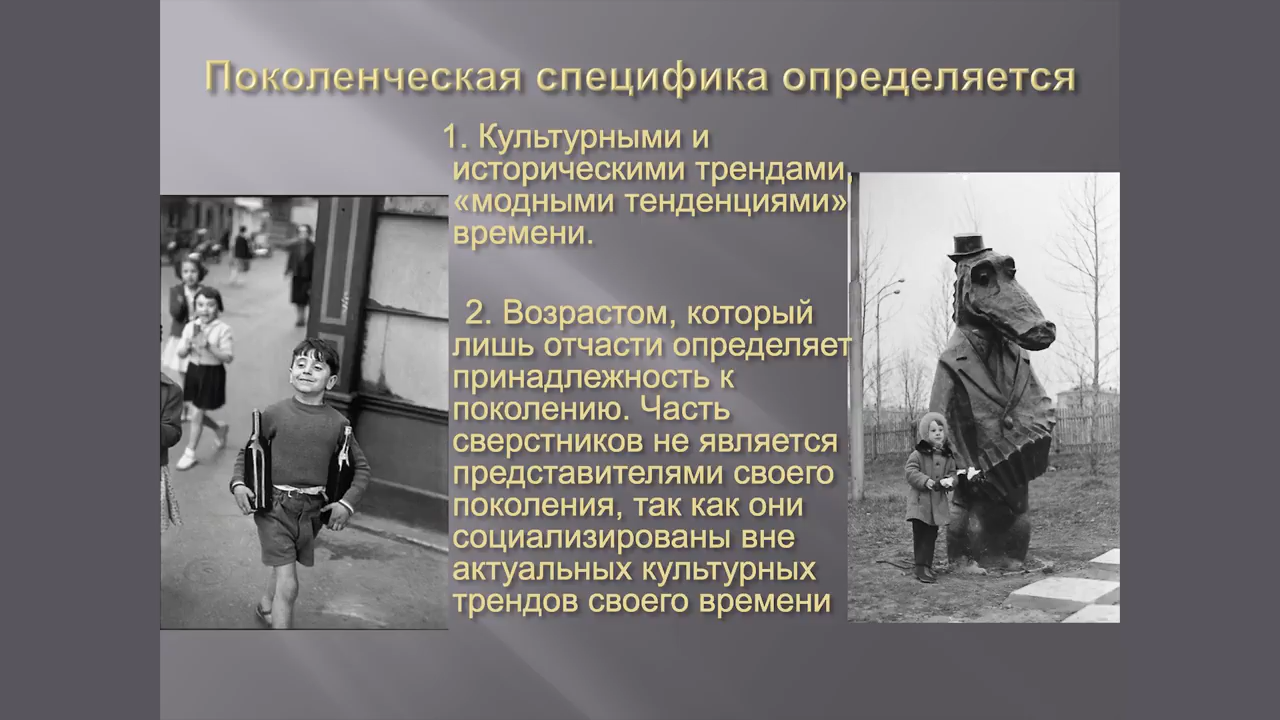 Поколенческая специфика определяется
1. Культурными и
историческими трендами,
«модными тенденциями»
времени.
2. Возрастом, который
лишь отчасти определяет
принадлежность к
поколению. Часть
сверстников не является
представителями своего
поколения, так как они
социализированы вне
актуальных культурных
трендов своего времени